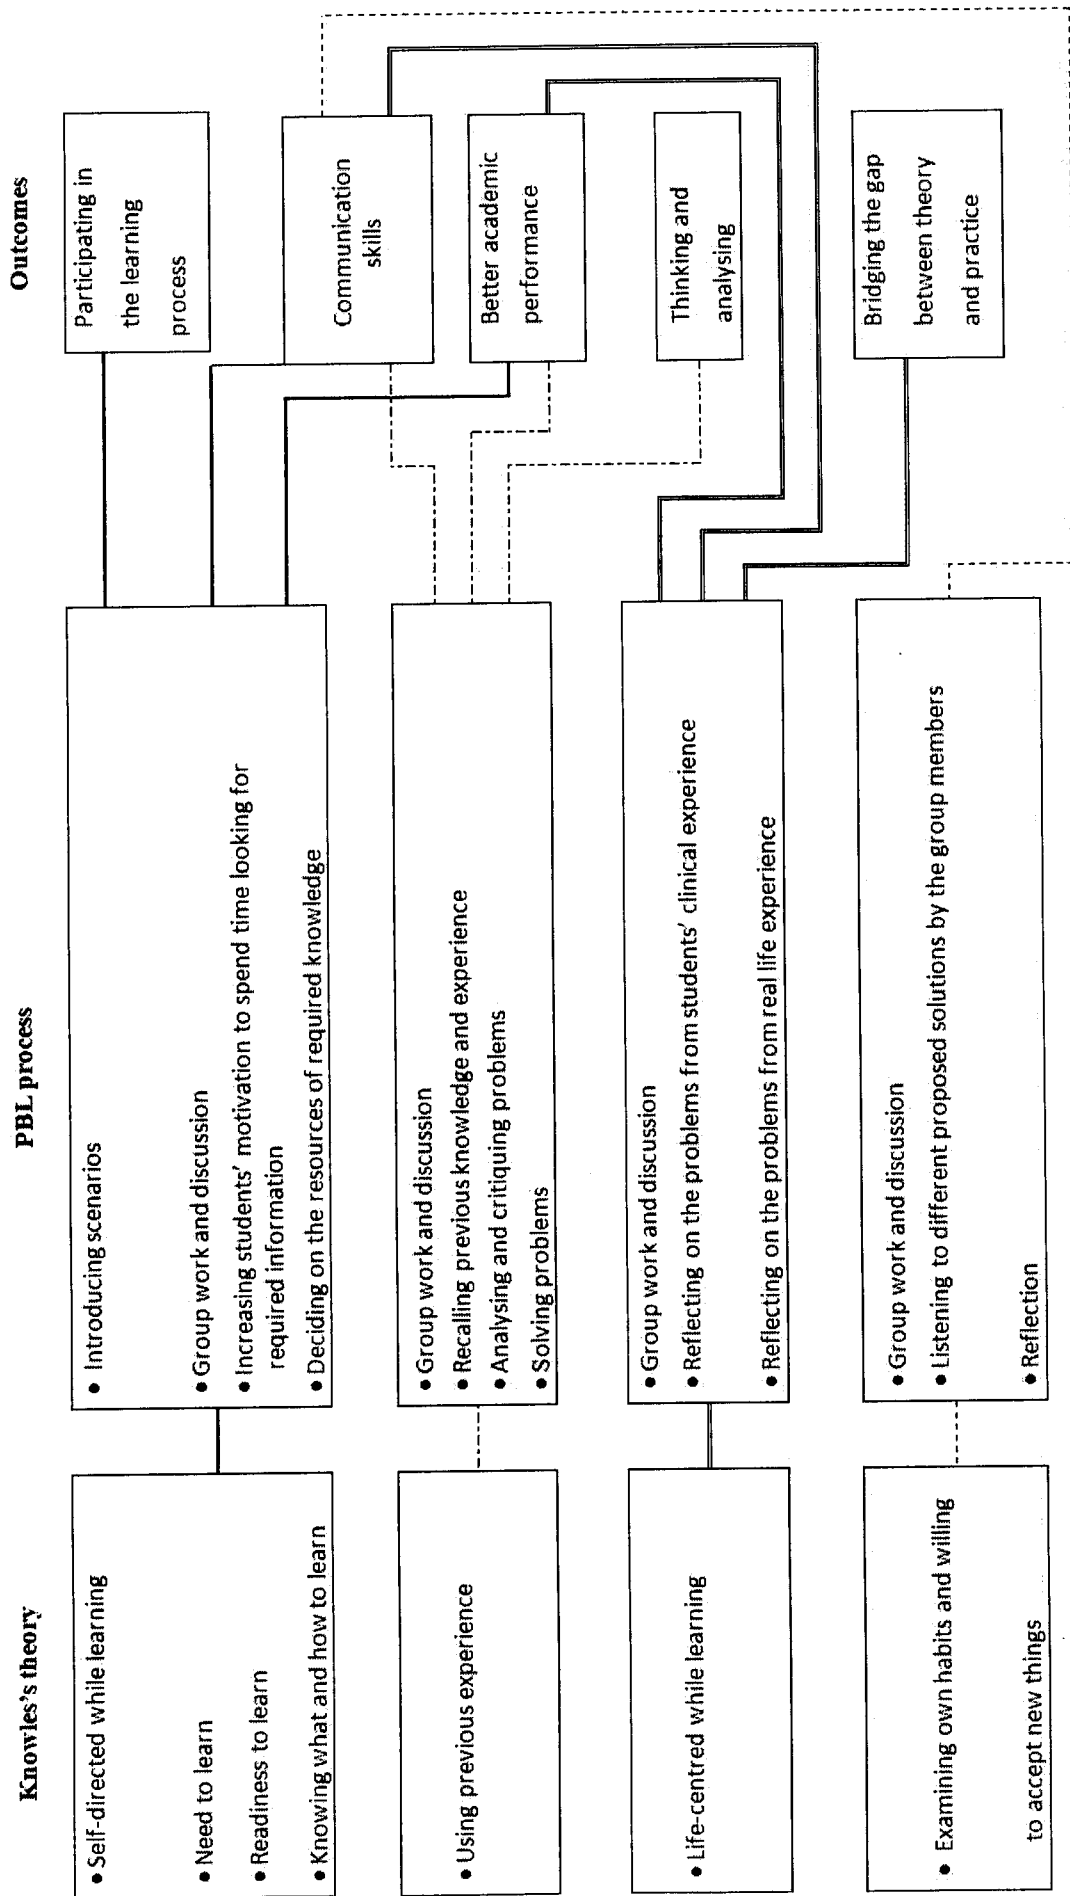 Knowles's theory
• Self-directed while learning
• Need to learn
• Readiness to learn
• Knowing what and how to learn
• Using previous experience
• Life-centred while learning
• Examining own habits and willing
to accept new things
PBL process
• Introducing scenarios
• Group work and discussion
• Increasing students' motivation to spend time looking for
required information
• Deciding on the resources of required knowledge
• Group work and discussion
• Recalling previous knowledge and experience
• Analysing and critiquing problems
• Solving problems
• Group work and discussion
• Reflecting on the problems from students' clinical experience
• Reflecting on the problems from real life experience
• Group work and discussion
• Listening to different proposed solutions by the group members
• Reflection
Outcomes
Participating in
the learning
process
Communication
skills
Better academic
performance
Thinking and
analysing
Bridging the gap
between theory
and practice